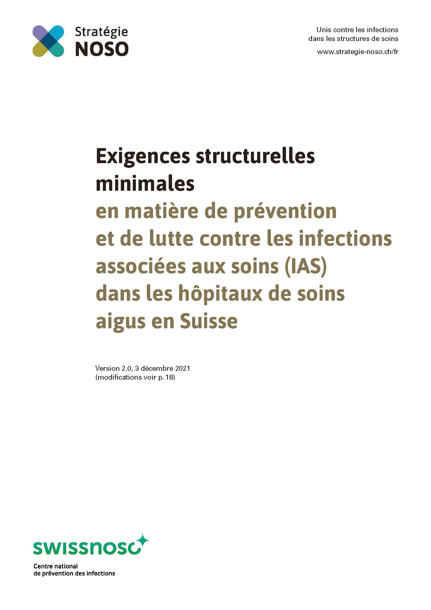 Stratégie
NOSO
Unis contre les infections
dans les structures de soins
www.strategie-noso.ch/fr
Exigences structurelles
minimales
en matière de prévention
et de lutte contre les infections
associées aux soins (IAS)
dans les hôpitaux de soins
aigus en Suisse
Version 2.0, 3 décembre 2021
(modifications voir p. 18)
swissnoso
Centre national
de prévention des infections